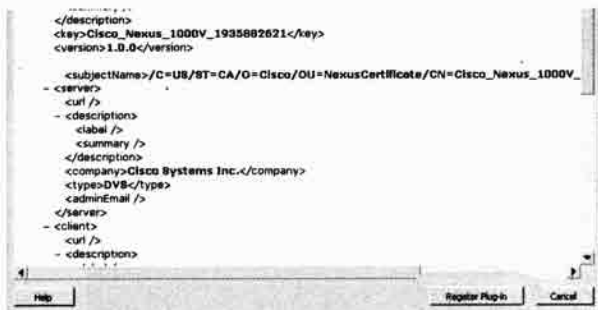 </description>
<key>Cisco_Nexus_1000V_1935882621</key>
<version>1.0.0</version>
<subjectName>/C=US/ST=CA/O=Cisco/OU=NexusCertificate/CN=Cisco_Nexus_1000V_
- <server>
<url />
- <description>
<label />
<summary />
</description>
<company>Cisco Systems Inc.</company>
<type>DVS</type>
<adminEmail />
</server>
- <client>
<url />
- <description>
Help Register Plug-in Cancel